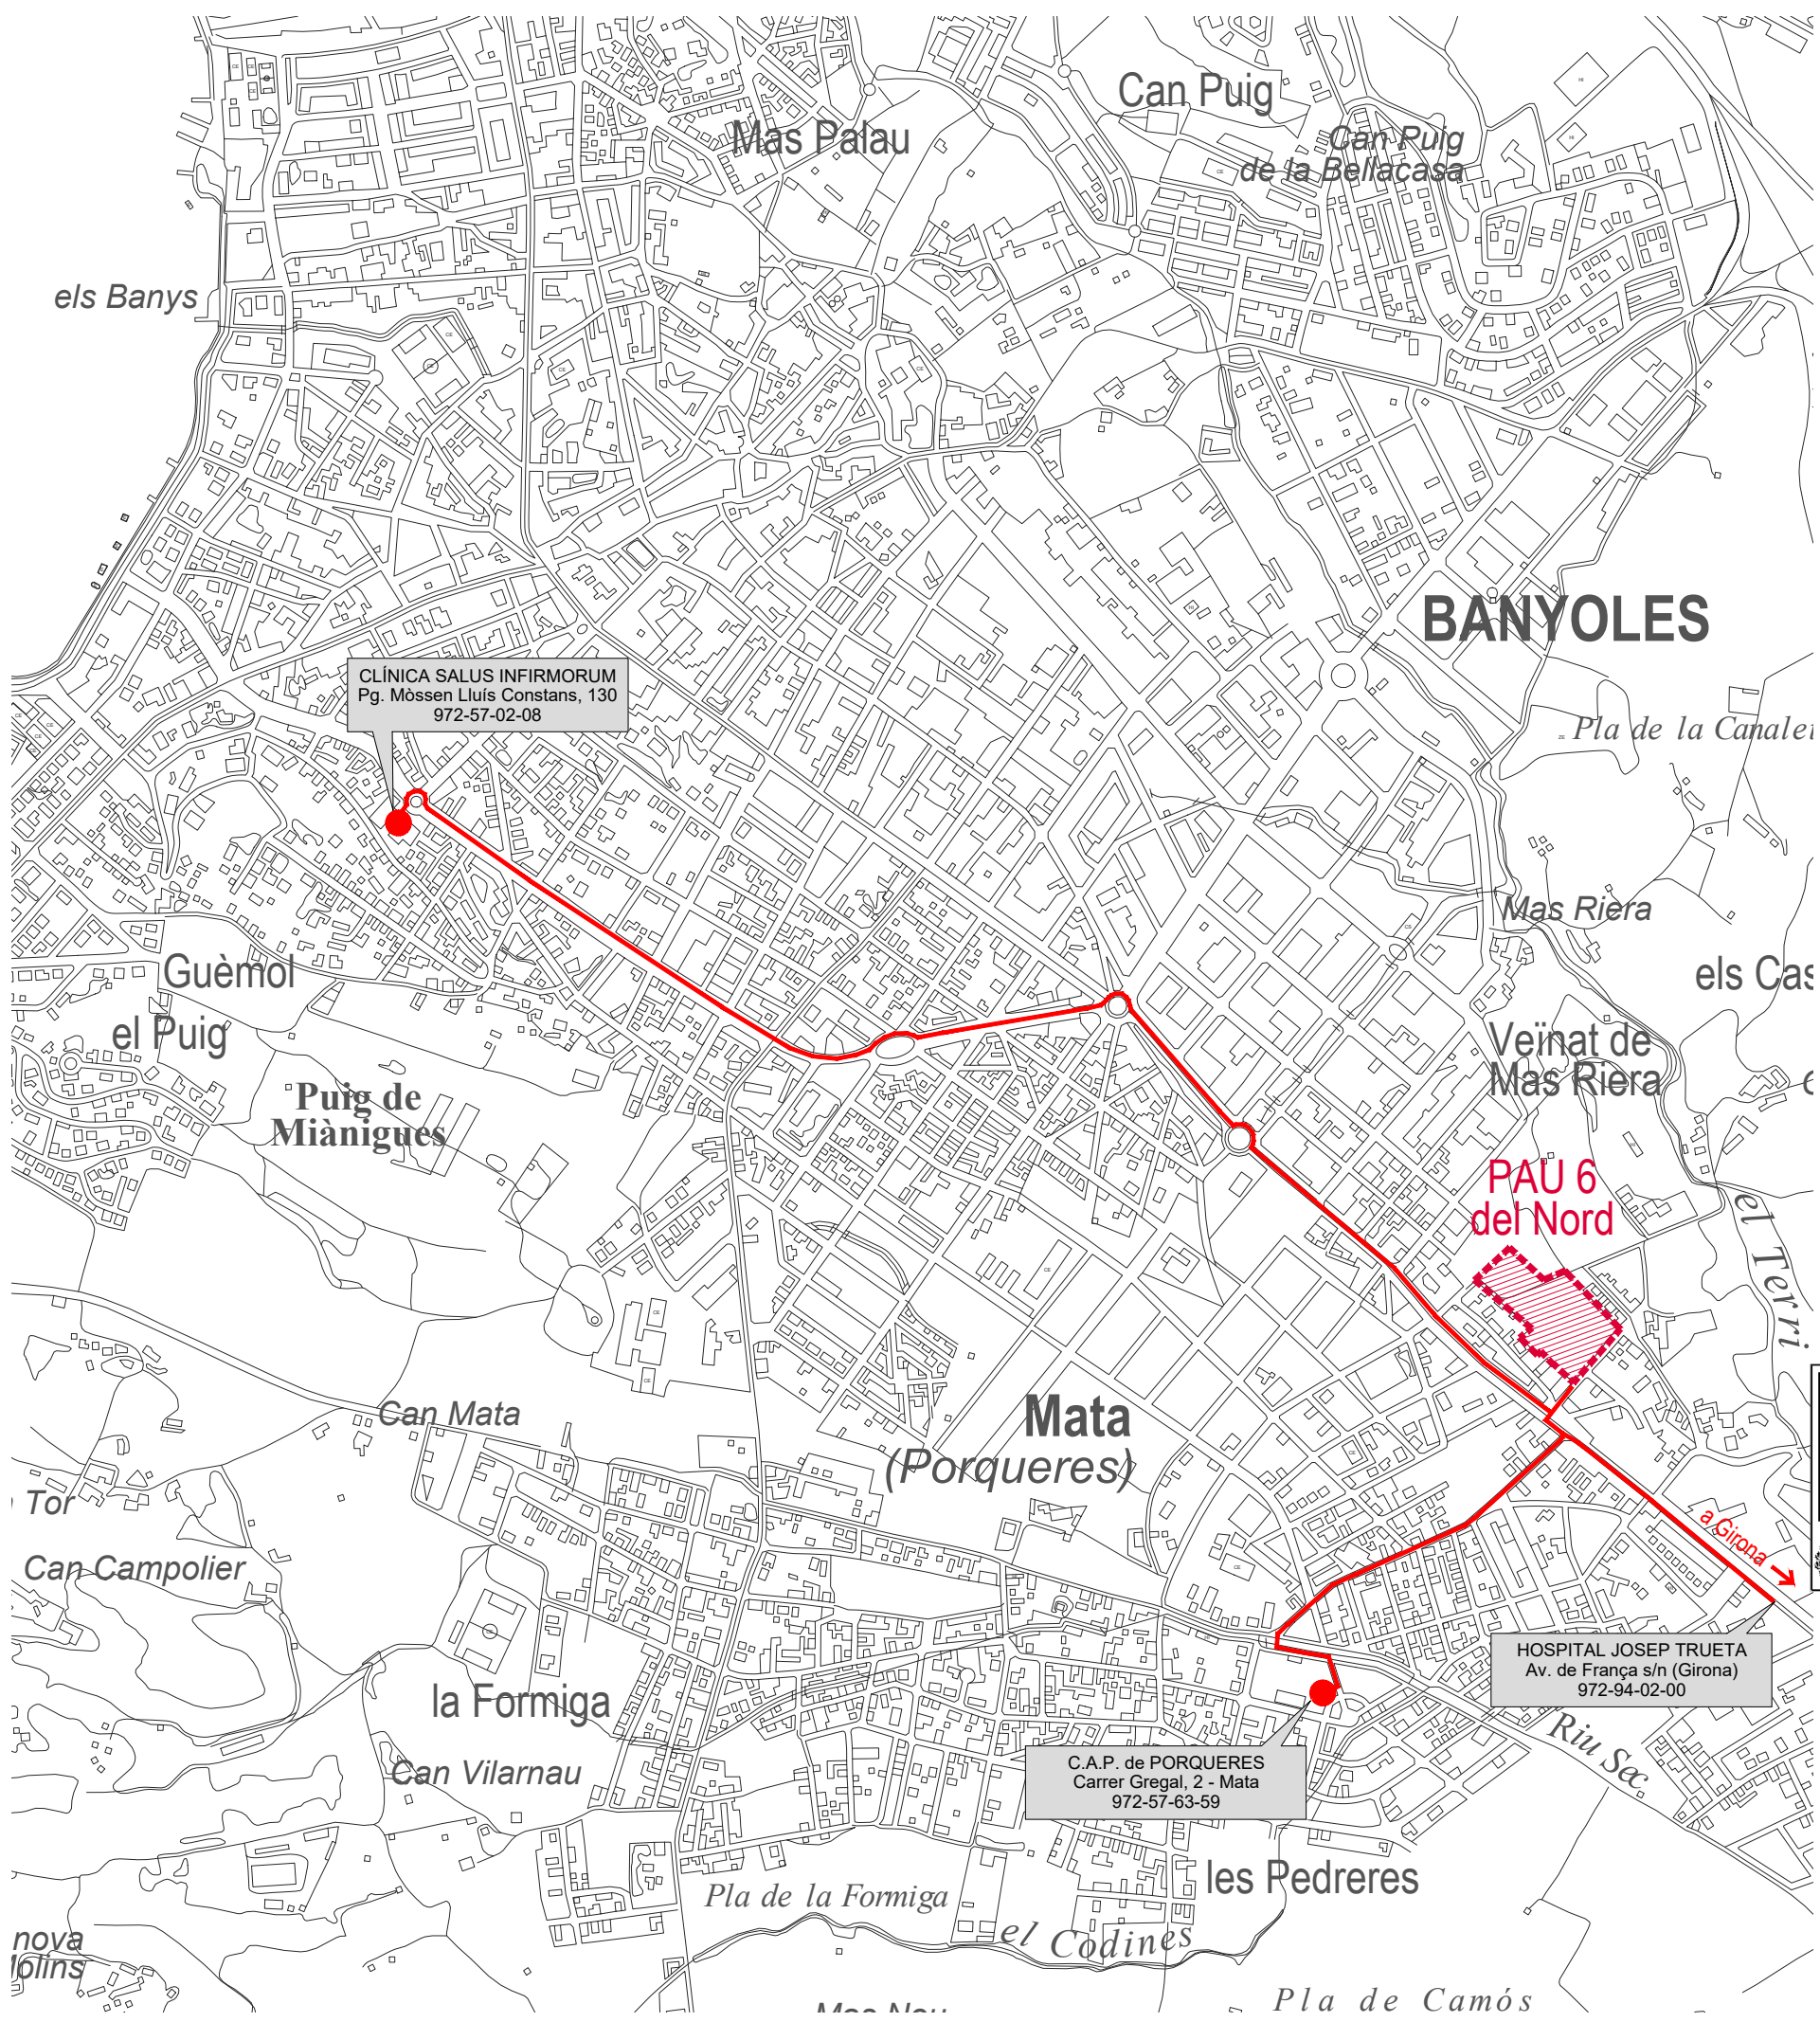 Can Puig
Mas Palau
Can Puig
de la Bellacasa
els Banys
BANYOLES
CLÍNICA SALUS INFIRMORUM
Pg. Mòssen Lluís Constans, 130
972-57-02-08
Pla de la Canalet
Mas Riera
Guèmol
els Cas
el Puig
Veïnat de
Mas Riera
Puig de
Miànigues
PAU 6
del Nord
el Terri
Can Mata
Mata
(Porqueres)
Tor
a Girona
Can Campolier
HOSPITAL JOSEP TRUETA
Av. de França s/n (Girona)
972-94-02-00
la Formiga
Riu Sec
C.A.P. de PORQUERES
Carrer Gregal, 2 - Mata
972-57-63-59
Can Vilarnau
les Pedreres
Pla de la Formiga
el Codines
nova
Molins
Pla de Camós
Mas Nou